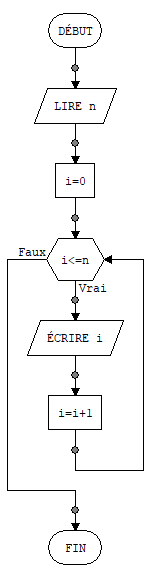 DÉBUT
LIRE n
i=0
i<=n
Faux
Vrai
ÉCRIRE i
i=i+1
FIN